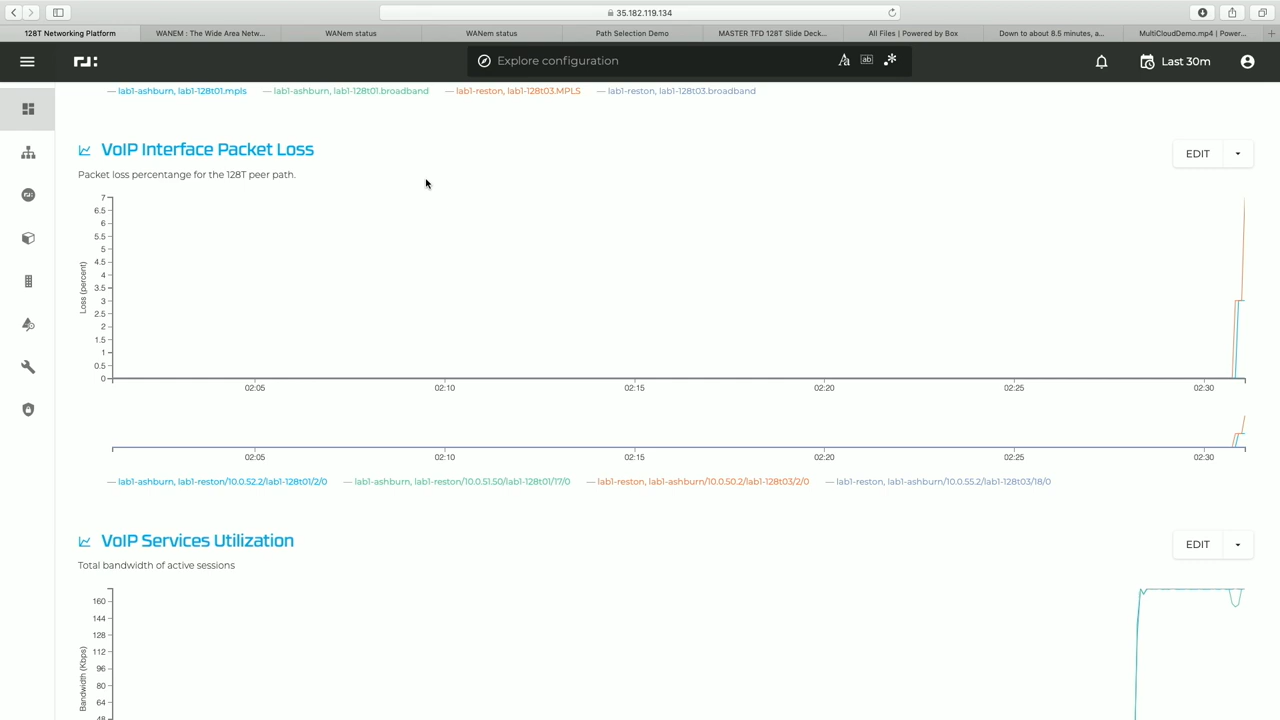 35.182.119.134
128T Networking Platform
WANEM : The Wide Area Netw...
WANem status
WANem status
Path Selection Demo
MASTER TFD 128T Slide Deck...
All Files | Powered by Box
Down to about 8.5 minutes, a...
MultiCloudDemo.mp4 | Power...
Explore configuration
Last 30m
lab1-ashburn, lab1-128t01.mpls
lab1-ashburn, lab1-128t01.broadband
lab1-reston, lab1-128t03.MPLS
lab1-reston, lab1-128t03.broadband
VoIP Interface Packet Loss
EDIT
Packet loss percentange for the 128T peer path.
Loss (percent)
7
6.5
6
5.5
5
4.5
4
3.5
3
2.5
2
1.5
1
0.5
0
02:05 02:10 02:15 02:20 02:25 02:30
02:05 02:10 02:15 02:20 02:25 02:30
lab1-ashburn, lab1-reston/10.0.52.2/lab1-128t01/2/0
lab1-ashburn, lab1-reston/10.0.51.50/lab1-128t01/17/0
lab1-reston, lab1-ashburn/10.0.50.2/lab1-128t03/2/0
lab1-reston, lab1-ashburn/10.0.55.2/lab1-128t03/18/0
VoIP Services Utilization
EDIT
Total bandwidth of active sessions
Bandwidth (Kbps)
160
144
128
112
96
80
64
48